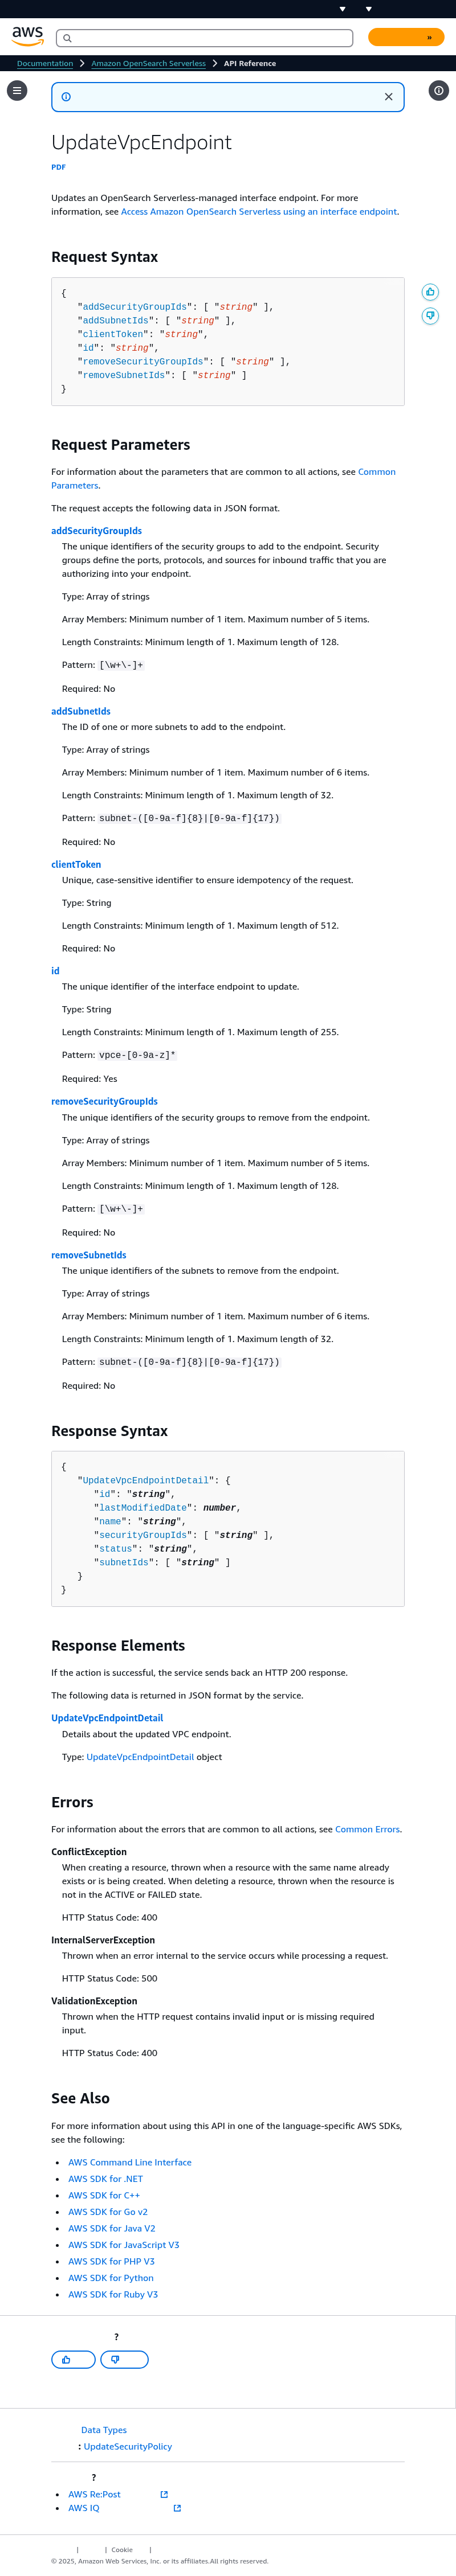 aws
»
Documentation
Amazon OpenSearch Serverless
API Reference
UpdateVpcEndpoint
PDF
Updates an OpenSearch Serverless-managed interface endpoint. For more
information, see Access Amazon OpenSearch Serverless using an interface endpoint.
Request Syntax
{
"addSecurityGroupIds": [ "string" ],
"addSubnetIds": [ "string" ],
"clientToken": "string",
"id": "string",
"removeSecurityGroupIds": [ "string" ],
"removeSubnetIds": [ "string" ]
}
Request Parameters
For information about the parameters that are common to all actions, see Common
Parameters.
The request accepts the following data in JSON format.
addSecurityGroupIds
The unique identifiers of the security groups to add to the endpoint. Security
groups define the ports, protocols, and sources for inbound traffic that you are
authorizing into your endpoint.
Type: Array of strings
Array Members: Minimum number of 1 item. Maximum number of 5 items.
Length Constraints: Minimum length of 1. Maximum length of 128.
Pattern: [\w+\-]+
Required: No
addSubnetIds
The ID of one or more subnets to add to the endpoint.
Type: Array of strings
Array Members: Minimum number of 1 item. Maximum number of 6 items.
Length Constraints: Minimum length of 1. Maximum length of 32.
Pattern: subnet-([0-9a-f]{8}|[0-9a-f]{17})
Required: No
clientToken
Unique, case-sensitive identifier to ensure idempotency of the request.
Type: String
Length Constraints: Minimum length of 1. Maximum length of 512.
Required: No
id
The unique identifier of the interface endpoint to update.
Type: String
Length Constraints: Minimum length of 1. Maximum length of 255.
Pattern: vpce-[0-9a-z]*
Required: Yes
removeSecurityGroupIds
The unique identifiers of the security groups to remove from the endpoint.
Type: Array of strings
Array Members: Minimum number of 1 item. Maximum number of 5 items.
Length Constraints: Minimum length of 1. Maximum length of 128.
Pattern: [\w+\-]+
Required: No
removeSubnetIds
The unique identifiers of the subnets to remove from the endpoint.
Type: Array of strings
Array Members: Minimum number of 1 item. Maximum number of 6 items.
Length Constraints: Minimum length of 1. Maximum length of 32.
Pattern: subnet-([0-9a-f]{8}|[0-9a-f]{17})
Required: No
Response Syntax
{
"UpdateVpcEndpointDetail": {
"id": "string",
"lastModifiedDate": number,
"name": "string",
"securityGroupIds": [ "string" ],
"status": "string",
"subnetIds": [ "string" ]
}
}
Response Elements
If the action is successful, the service sends back an HTTP 200 response.
The following data is returned in JSON format by the service.
UpdateVpcEndpointDetail
Details about the updated VPC endpoint.
Type: UpdateVpcEndpointDetail object
Errors
For information about the errors that are common to all actions, see Common Errors.
ConflictException
When creating a resource, thrown when a resource with the same name already
exists or is being created. When deleting a resource, thrown when the resource is
not in the ACTIVE or FAILED state.
HTTP Status Code: 400
InternalServerException
Thrown when an error internal to the service occurs while processing a request.
HTTP Status Code: 500
ValidationException
Thrown when the HTTP request contains invalid input or is missing required
input.
HTTP Status Code: 400
See Also
For more information about using this API in one of the language-specific AWS SDKs,
see the following:
AWS Command Line Interface
AWS SDK for .NET
AWS SDK for C++
AWS SDK for Go v2
AWS SDK for Java V2
AWS SDK for JavaScript V3
AWS SDK for PHP V3
AWS SDK for Python
AWS SDK for Ruby V3
?
Data Types
: UpdateSecurityPolicy
?
AWS Re:Post
AWS IQ
| | Cookie |
© 2025, Amazon Web Services, Inc. or its affiliates.All rights reserved.